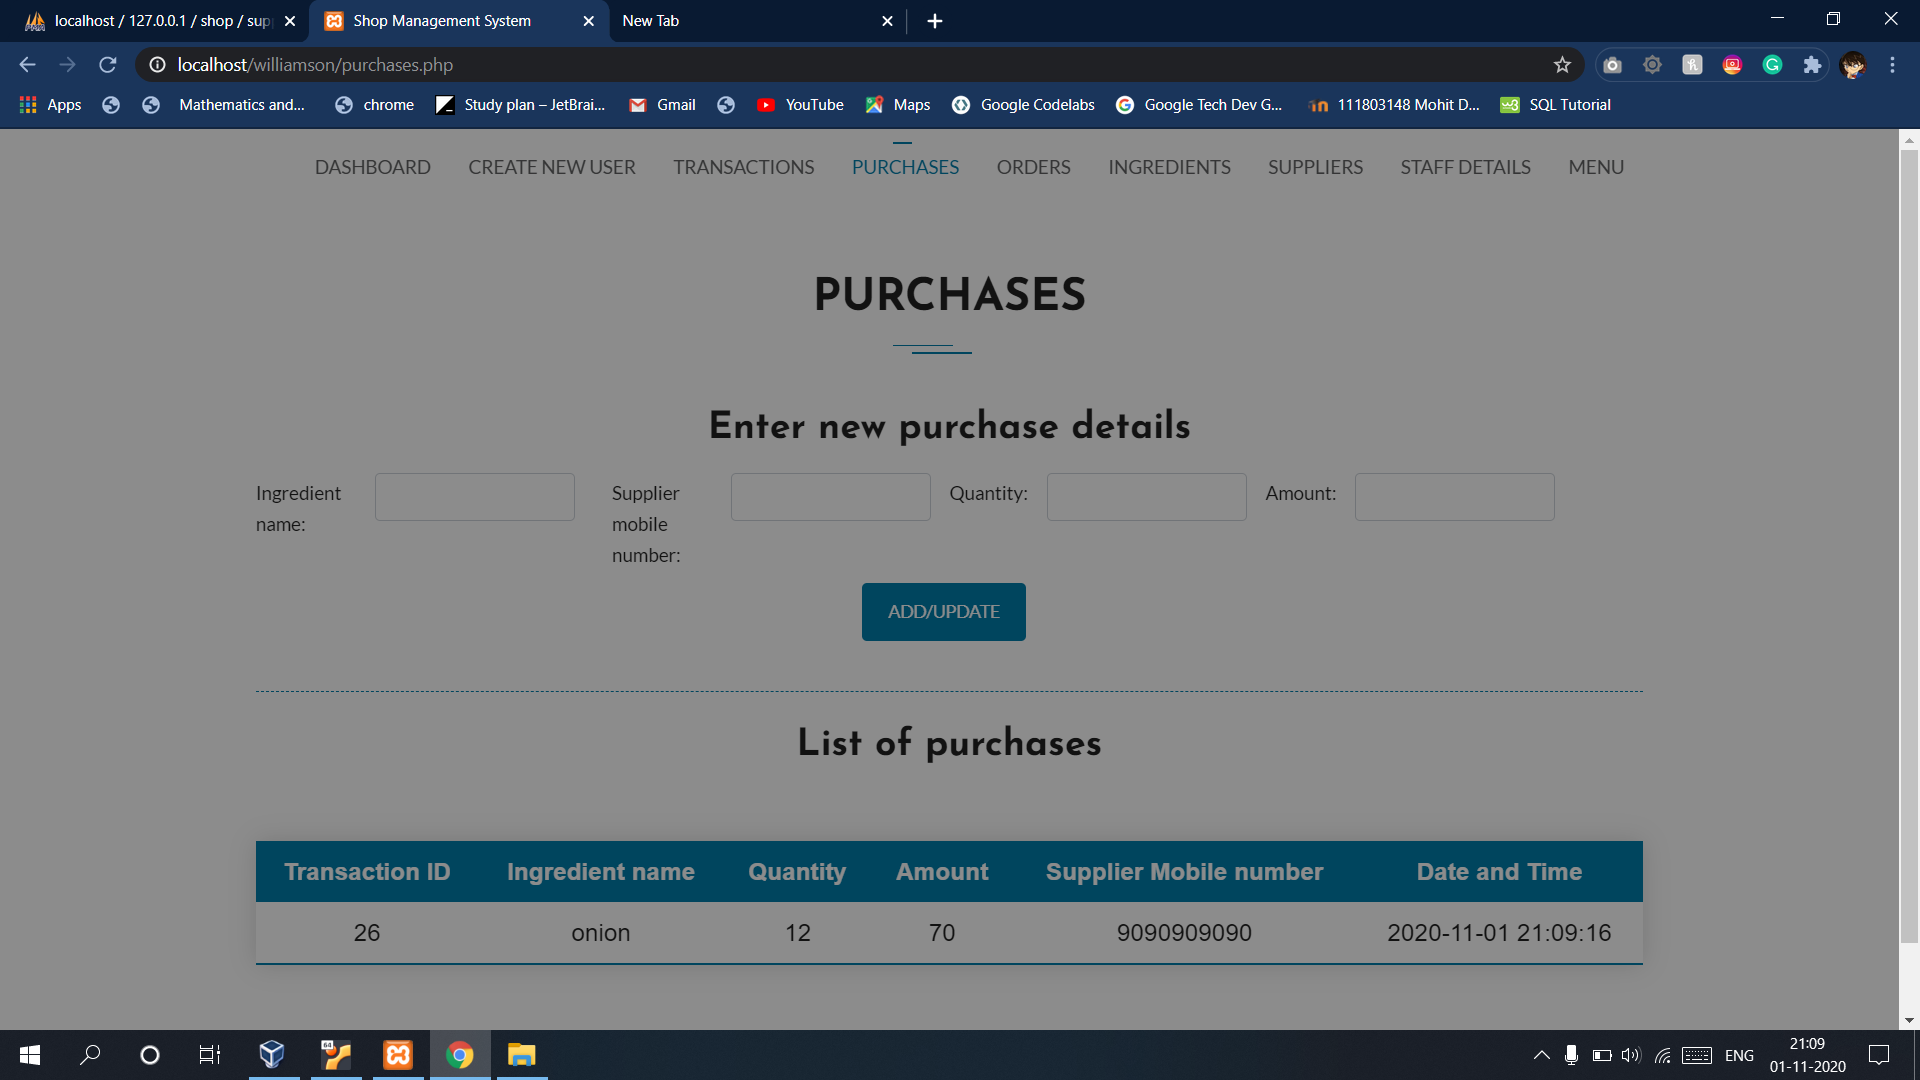 localhost / 127.0.0.1 / shop / sup
Shop Management System
New Tab
localhost/williamson/purchases.php
Apps
Mathematics and...
chrome
Study plan – JetBrai...
Gmail
YouTube
Maps
Google Codelabs
Google Tech Dev G...
111803148 Mohit D...
SQL Tutorial
DASHBOARD
CREATE NEW USER
TRANSACTIONS
PURCHASES
ORDERS
INGREDIENTS
SUPPLIERS
STAFF DETAILS
MENU
PURCHASES
Enter new purchase details
Ingredient
name:
Supplier
mobile
number:
Quantity:
Amount:
ADD/UPDATE
List of purchases
Transaction ID Ingredient name Quantity Amount Supplier Mobile number Date and Time
26 onion 12 70 9090909090 2020-11-01 21:09:16
64
ENG
21:09
01-11-2020